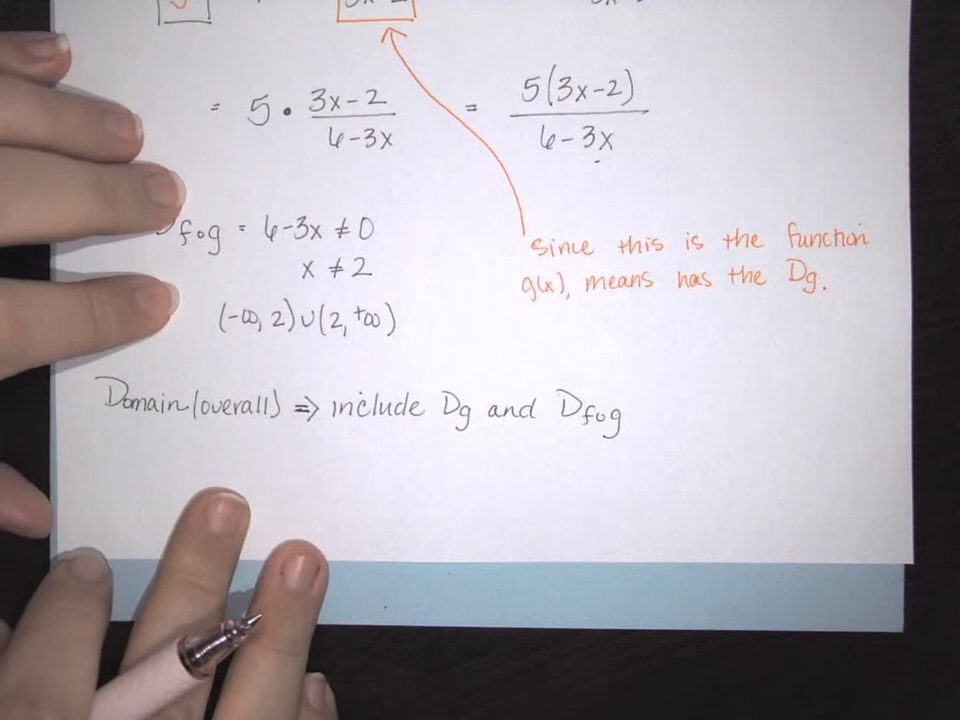 = 5 • 3x-2 / 6-3x = 5(3x-2) / 6-3x
fog = 6-3x ≠ 0
x ≠ 2
(-∞, 2) ∪ (2, +∞)
since this is the function
g(x), means has the Dg.
Domain (overall) ⇒ include Dg and Dfog